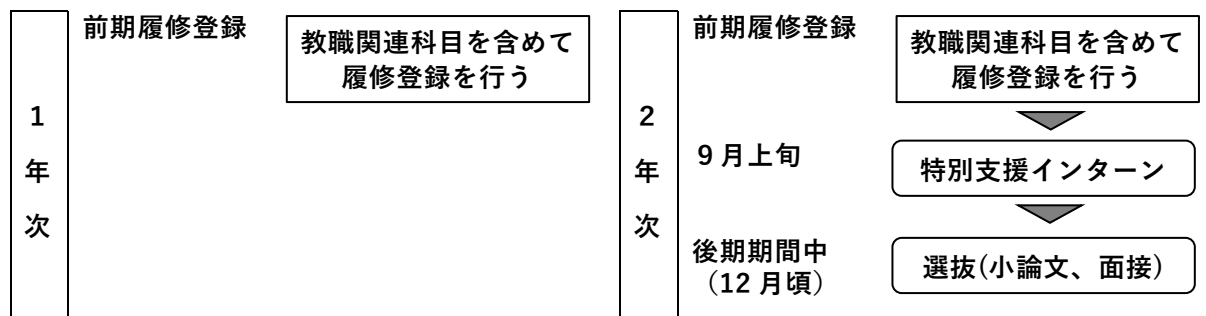 1年次
前期履修登録
教職関連科目を含めて
履修登録を行う
2年次
前期履修登録
教職関連科目を含めて
履修登録を行う
9月上旬
特別支援インターン
後期期間中
（12月頃）
選抜(小論文、面接)